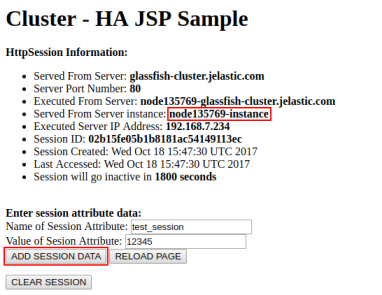 Cluster - HA JSP Sample
HttpSession Information:
• Served From Server: glassfish-cluster.jelastic.com
• Server Port Number: 80
• Executed From Server: node135769-glassfish-cluster.jelastic.com
• Served From Server instance: node135769-instance
• Executed Server IP Address: 192.168.7.234
• Session ID: 02b15fe05b1b8181ac54149113ec
• Session Created: Wed Oct 18 15:47:30 UTC 2017
• Last Accessed: Wed Oct 18 15:47:30 UTC 2017
• Session will go inactive in 1800 seconds
Enter session attribute data:
Name of Session Attribute: test_session
Value of Sesion Attribute: 12345
ADD SESSION DATA RELOAD PAGE
CLEAR SESSION